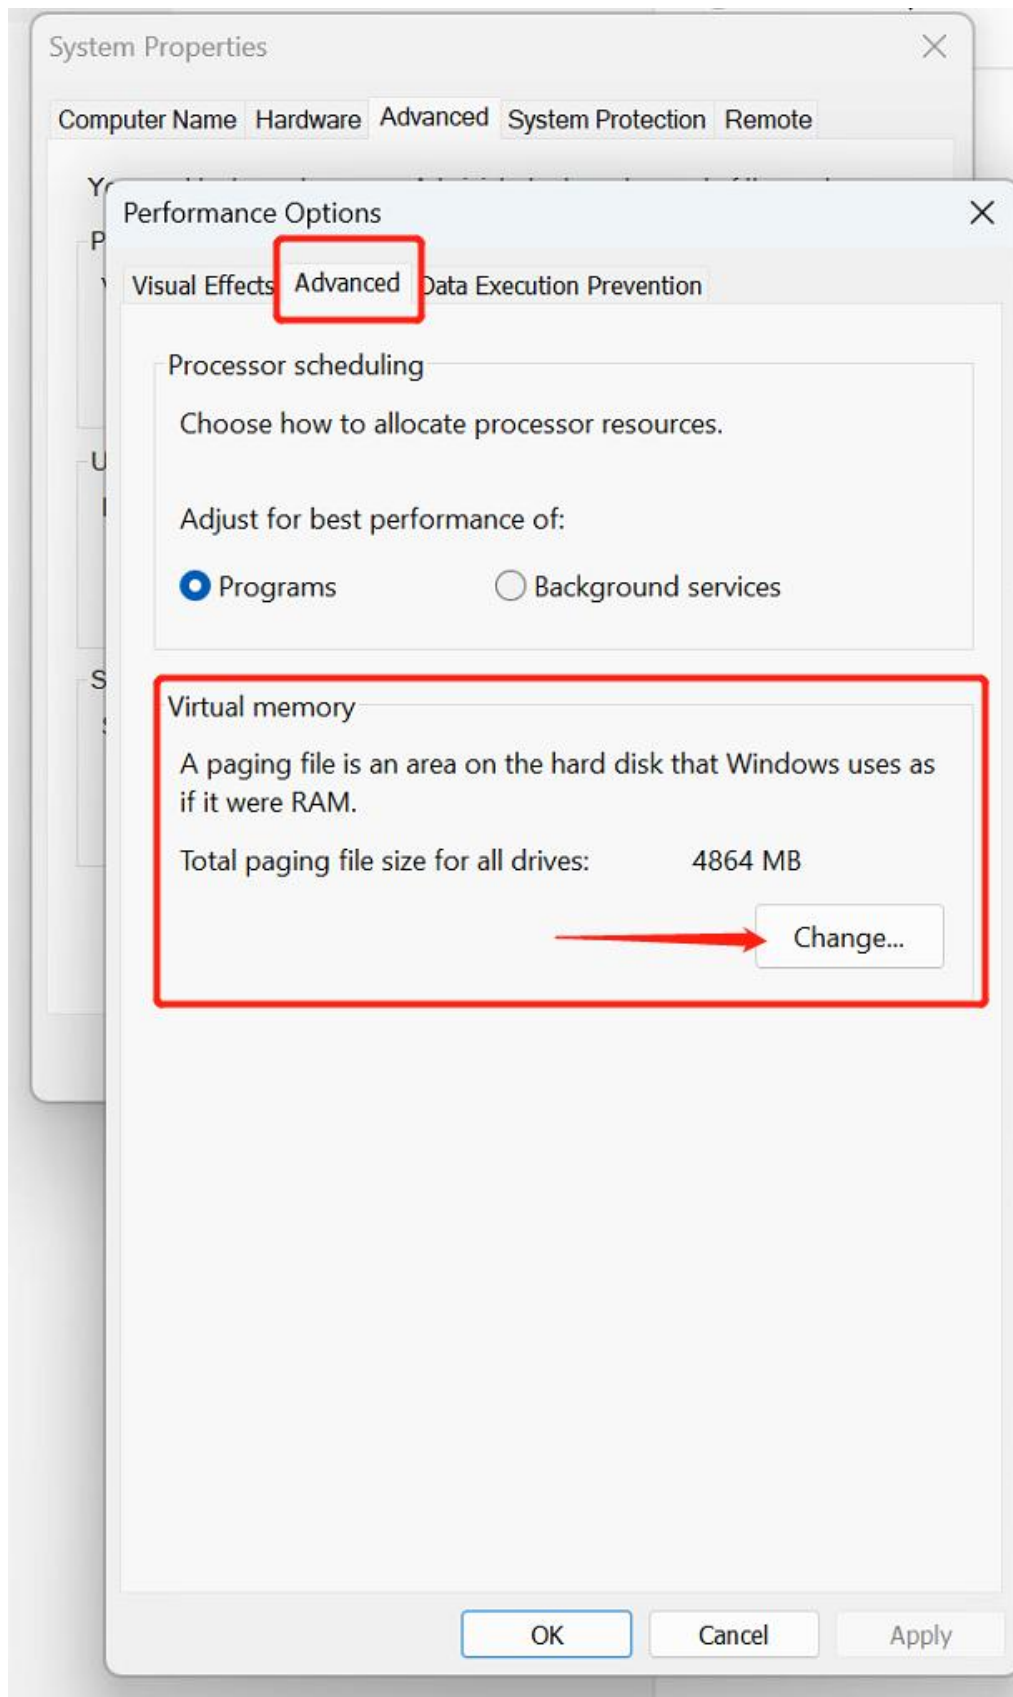 System Properties
Computer Name Hardware Advanced System Protection Remote
Performance Options
Visual Effects Advanced Data Execution Prevention
Processor scheduling
Choose how to allocate processor resources.
Adjust for best performance of:
Programs Background services
Virtual memory
A paging file is an area on the hard disk that Windows uses as
if it were RAM.
Total paging file size for all drives: 4864 MB
Change...
OK Cancel Apply